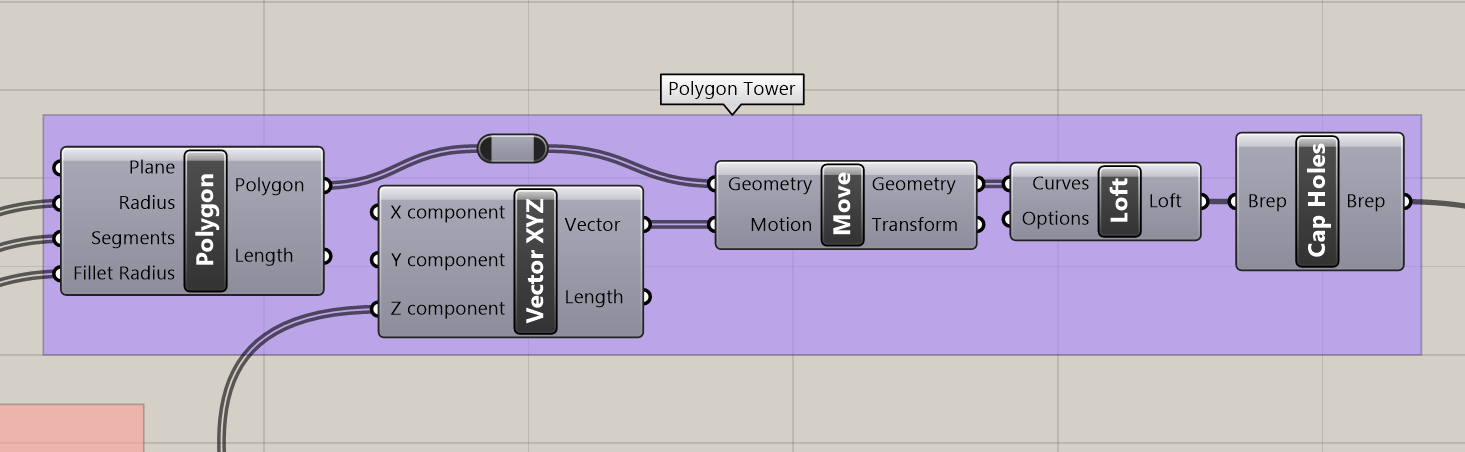 Polygon Tower
Plane
Radius
Segments
Fillet Radius
Polygon
Polygon
Length
X component
Y component
Z component
Vector XYZ
Vector
Length
Geometry
Motion
Move
Geometry
Transform
Curves
Options
Loft
Loft
Brep
Cap Holes
Brep